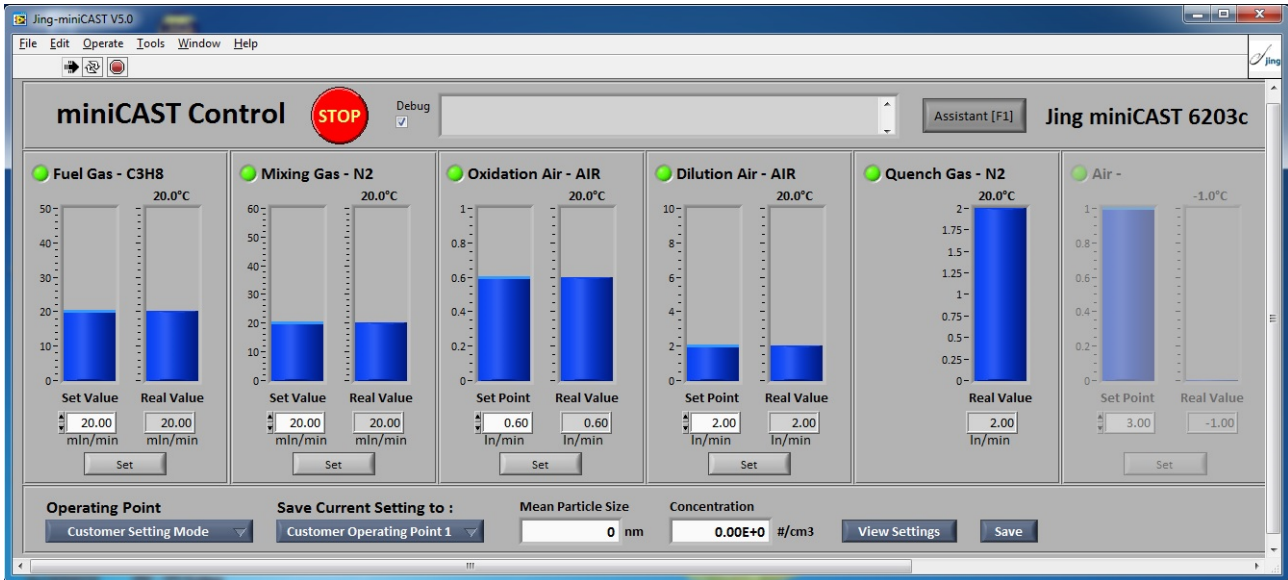 Jing-miniCAST V5.0
File Edit Operate Tools Window Help
Jing
miniCAST Control
STOP
Debug
Assistant [F1]
Jing miniCAST 6203c
Fuel Gas - C3H8
20.0°C
50
40
30
20
10
0
Set Value Real Value
20.00 20.00
mln/min mln/min
Set
Mixing Gas - N2
20.0°C
60
50
40
30
20
10
0
Set Value Real Value
20.00 20.00
mln/min mln/min
Set
Oxidation Air - AIR
20.0°C
1
0.8
0.6
0.4
0.2
0
Set Point Real Value
0.60 0.60
ln/min ln/min
Set
Dilution Air - AIR
20.0°C
10
8
6
4
2
0
Set Point Real Value
2.00 2.00
ln/min ln/min
Set
Quench Gas - N2
20.0°C
2
1.75
1.5
1.25
1
0.75
0.5
0.25
0
Real Value
2.00
ln/min
Air -
-1.0°C
1
0.8
0.6
0.4
0.2
0
Set Point Real Value
3.00 -1.00
Set
Operating Point
Customer Setting Mode
Save Current Setting to :
Customer Operating Point 1
Mean Particle Size
0 nm
Concentration
0.00E+0 #/cm3
View Settings
Save